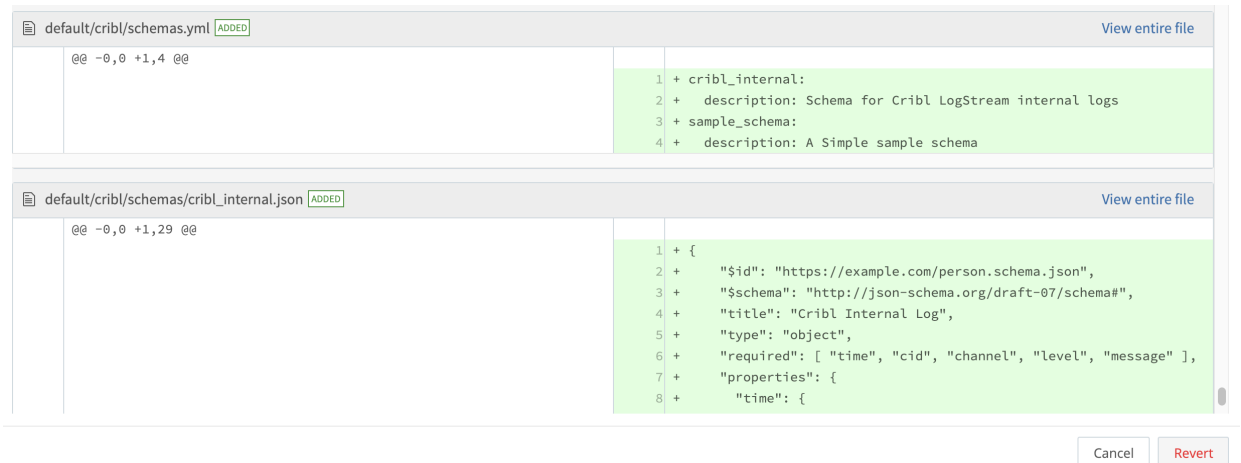 default/cribl/schemas.yml ADDED View entire file
@@ -0,0 +1,4 @@
1 + cribl_internal:
2 +   description: Schema for Cribl LogStream internal logs
3 + sample_schema:
4 +   description: A Simple sample schema
default/cribl/schemas/cribl_internal.json ADDED View entire file
@@ -0,0 +1,29 @@
1 + {
2 +     "$id": "https://example.com/person.schema.json",
3 +     "$schema": "http://json-schema.org/draft-07/schema#",
4 +     "title": "Cribl Internal Log",
5 +     "type": "object",
6 +     "required": [ "time", "cid", "channel", "level", "message" ],
7 +     "properties": {
8 +       "time": {
Cancel Revert